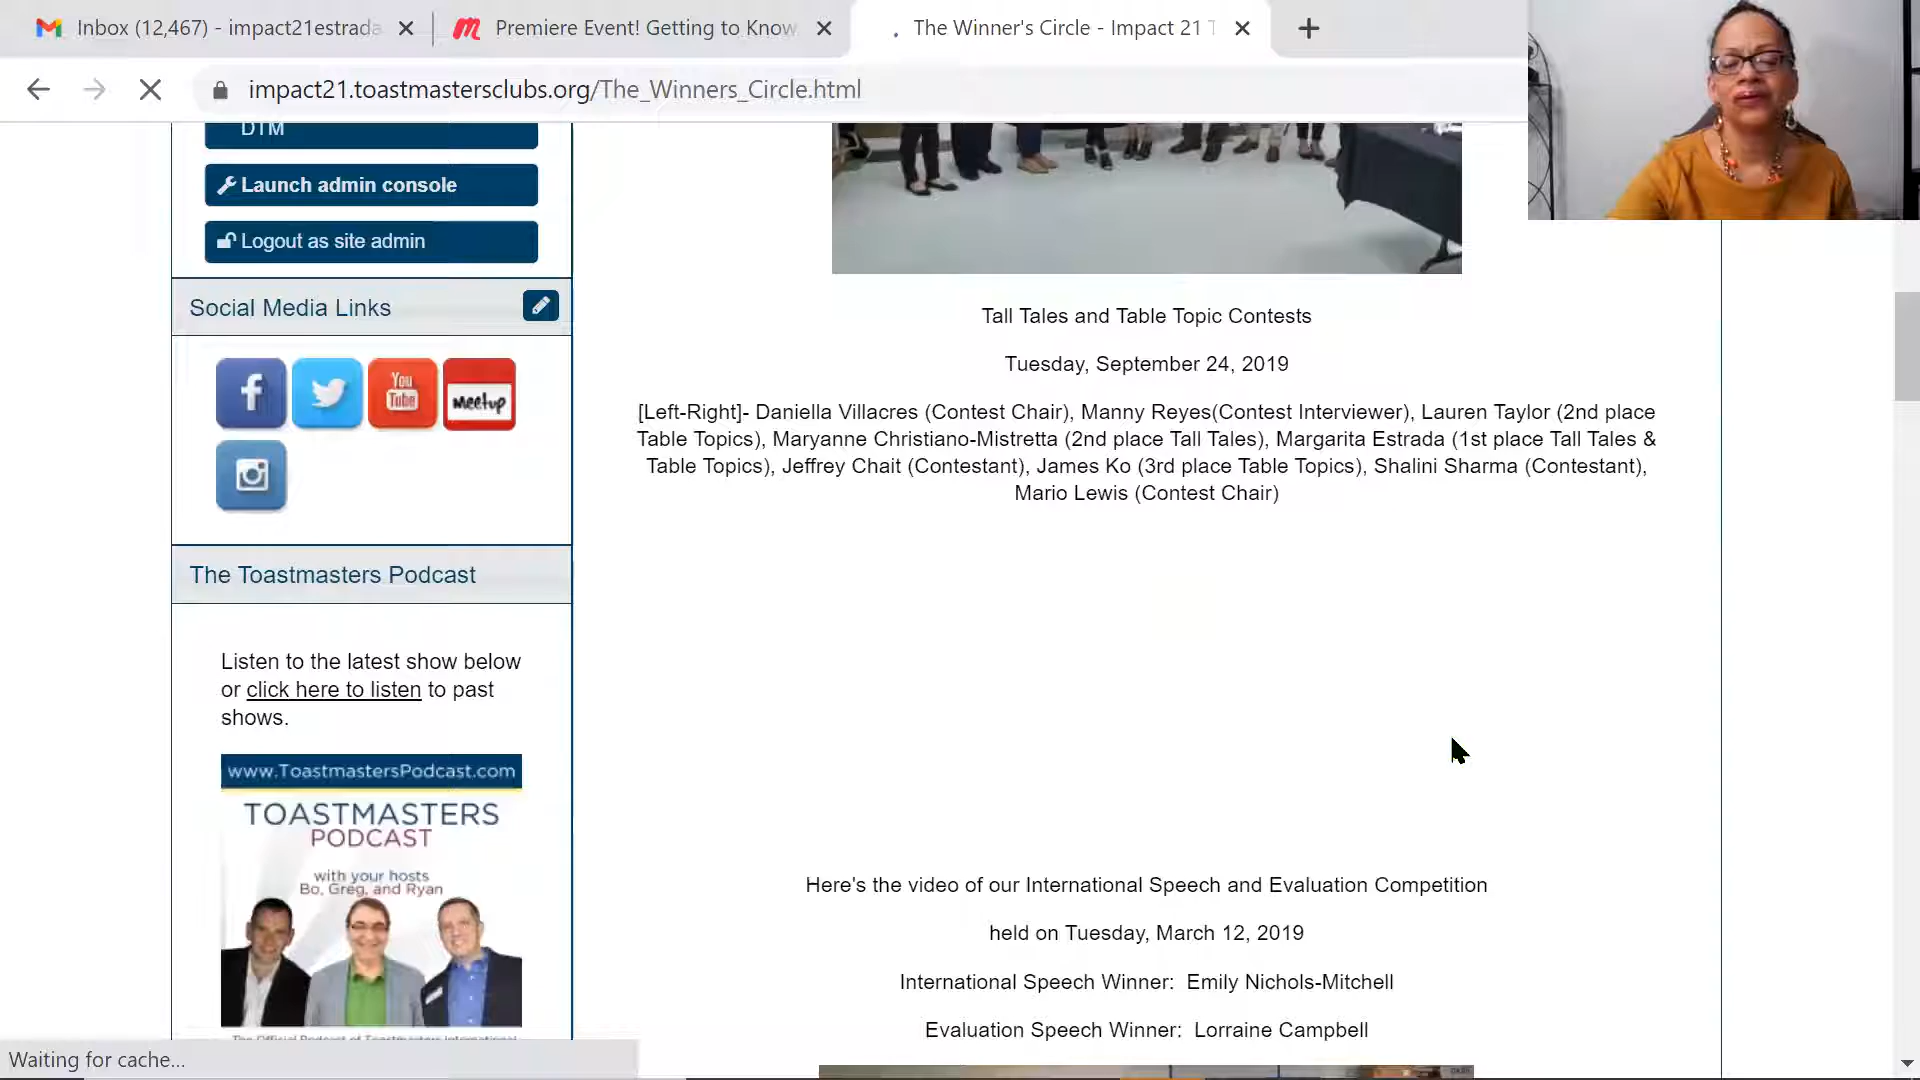 Inbox (12,467) - impact21estrada
Premiere Event! Getting to Know
The Winner's Circle - Impact 21 T
impact21.toastmastersclubs.org/The_Winners_Circle.html
DTM
Launch admin console
Logout as site admin
Social Media Links
You
Tube
meetup
The Toastmasters Podcast
Listen to the latest show below
or click here to listen to past
shows.
www.ToastmastersPodcast.com
TOASTMASTERS
PODCAST
with your hosts
Bo, Greg, and Ryan
The Official Podcast of Toastmasters International
Tall Tales and Table Topic Contests
Tuesday, September 24, 2019
[Left-Right]- Daniella Villacres (Contest Chair), Manny Reyes(Contest Interviewer), Lauren Taylor (2nd place
Table Topics), Maryanne Christiano-Mistretta (2nd place Tall Tales), Margarita Estrada (1st place Tall Tales &
Table Topics), Jeffrey Chait (Contestant), James Ko (3rd place Table Topics), Shalini Sharma (Contestant),
Mario Lewis (Contest Chair)
Here's the video of our International Speech and Evaluation Competition
held on Tuesday, March 12, 2019
International Speech Winner:  Emily Nichols-Mitchell
Evaluation Speech Winner:  Lorraine Campbell
Waiting for cache...